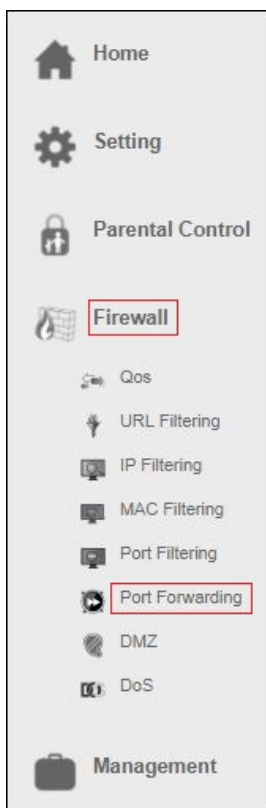 Home
Setting
Parental Control
Firewall
Qos
URL Filtering
IP Filtering
MAC Filtering
Port Filtering
Port Forwarding
DMZ
DoS
Management